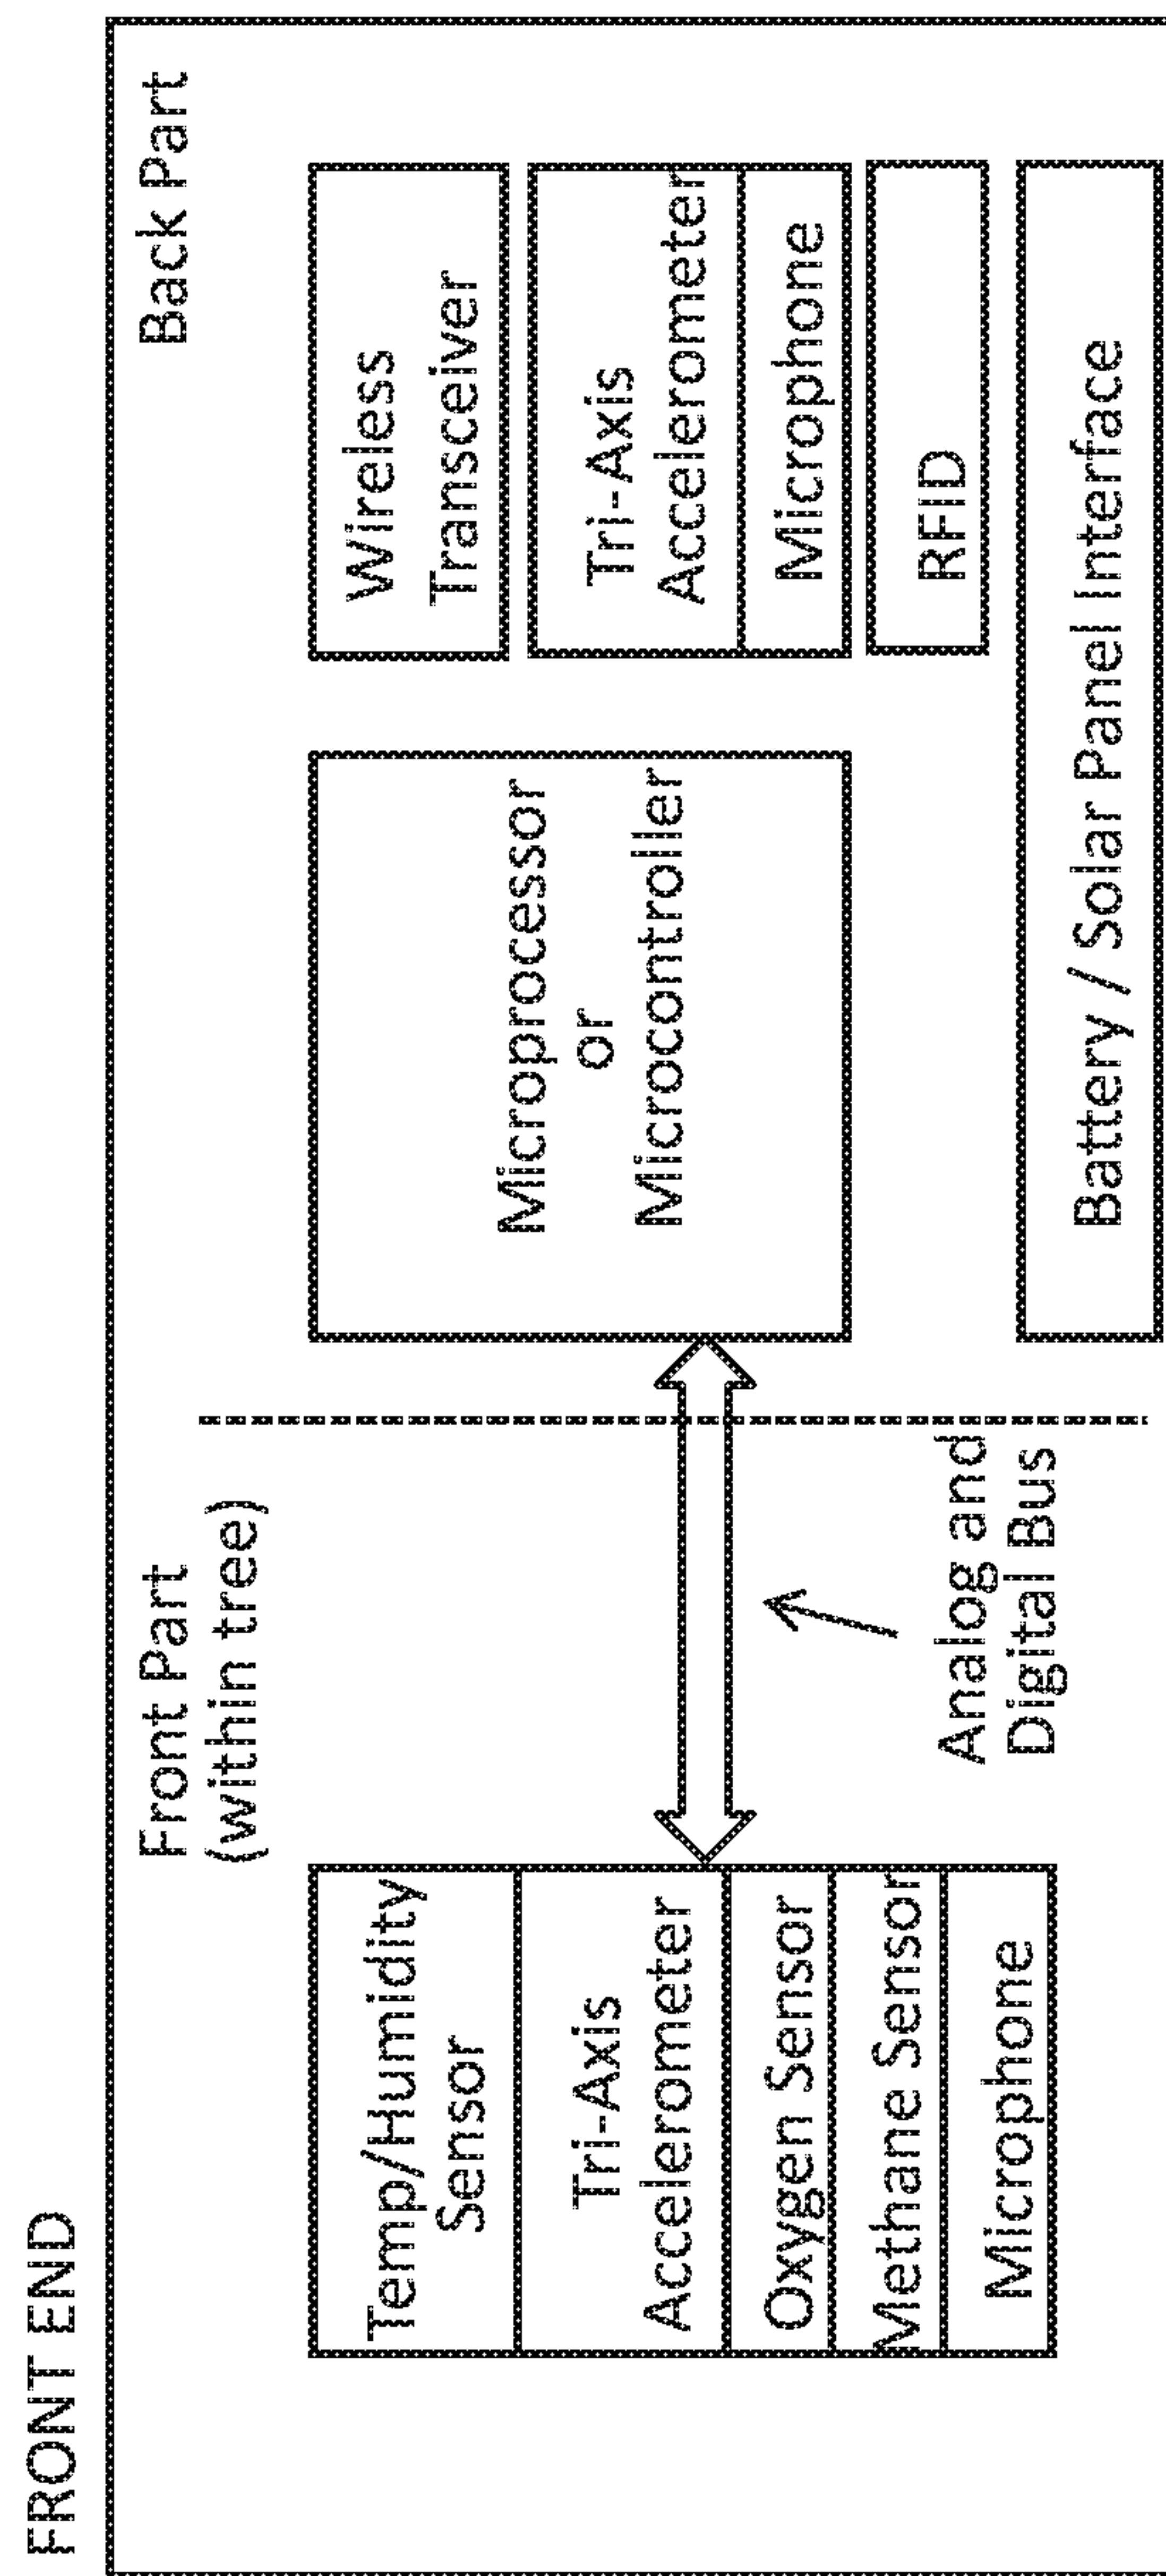 FRONT END
Front Part
(within tree)
Back Part
Temp/Humidity
Sensor
Tri-Axis
Accelerometer
Oxygen Sensor
Methane Sensor
Microphone
Analog and
Digital Bus
Microprocessor
or
Microcontroller
Wireless
Transceiver
Tri-Axis
Accelerometer
Microphone
RFID
Battery / Solar Panel Interface